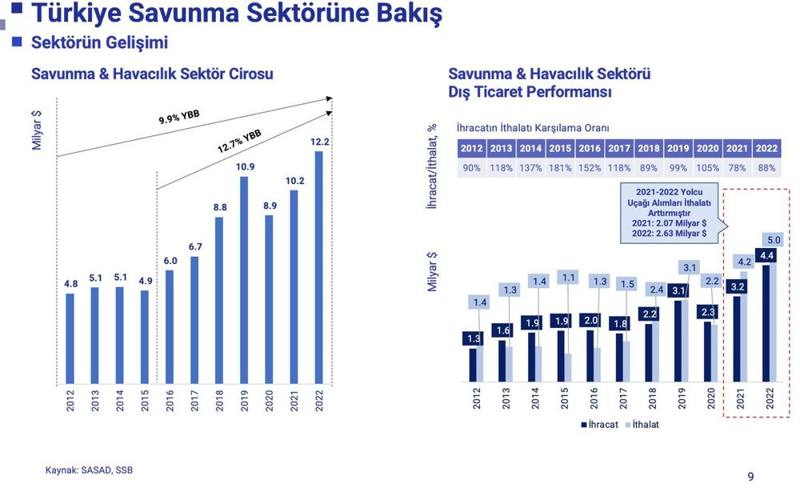 Türkiye Savunma Sektörüne Bakış
Sektörün Gelişimi
Savunma & Havacılık Sektör Cirosu
Milyar $
9.9% YBB
12.7% YBB
4.8
5.1
5.1
4.9
6.0
6.7
8.8
10.9
8.9
10.2
12.2
2012
2013
2014
2015
2016
2017
2018
2019
2020
2021
2022
Savunma & Havacılık Sektörü
Dış Ticaret Performansı
İhracat/İthalat, %
İhracatın İthalatı Karşılama Oranı
2012 2013 2014 2015 2016 2017 2018 2019 2020 2021 2022
90% 118% 137% 181% 152% 118% 89% 99% 105% 78% 88%
2021-2022 Yolcu
Uçağı Alımları İthalatı
Arttırmıştır
2021: 2.07 Milyar $
2022: 2.63 Milyar $
Milyar $
1.3
1.4
1.6
1.3
1.9
1.4
1.9
1.1
2.0
1.3
1.8
1.5
2.2
2.4
3.1
3.1
2.3
2.2
3.2
4.2
4.4
5.0
2012
2013
2014
2015
2016
2017
2018
2019
2020
2021
2022
İhracat İthalat
Kaynak: SASAD, SSB
9